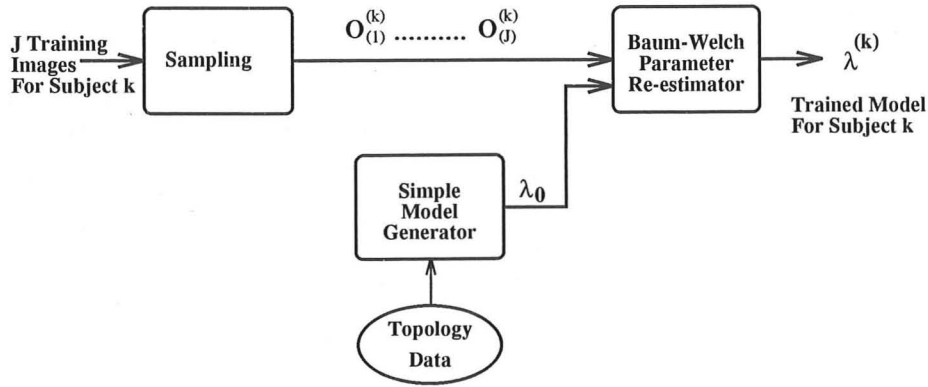 J Training
Images
For Subject k
Sampling
O(1)^(k) .......... O(J)^(k)
Baum-Welch
Parameter
Re-estimator
λ^(k)
Trained Model
For Subject k
Simple
Model
Generator
λ0
Topology
Data